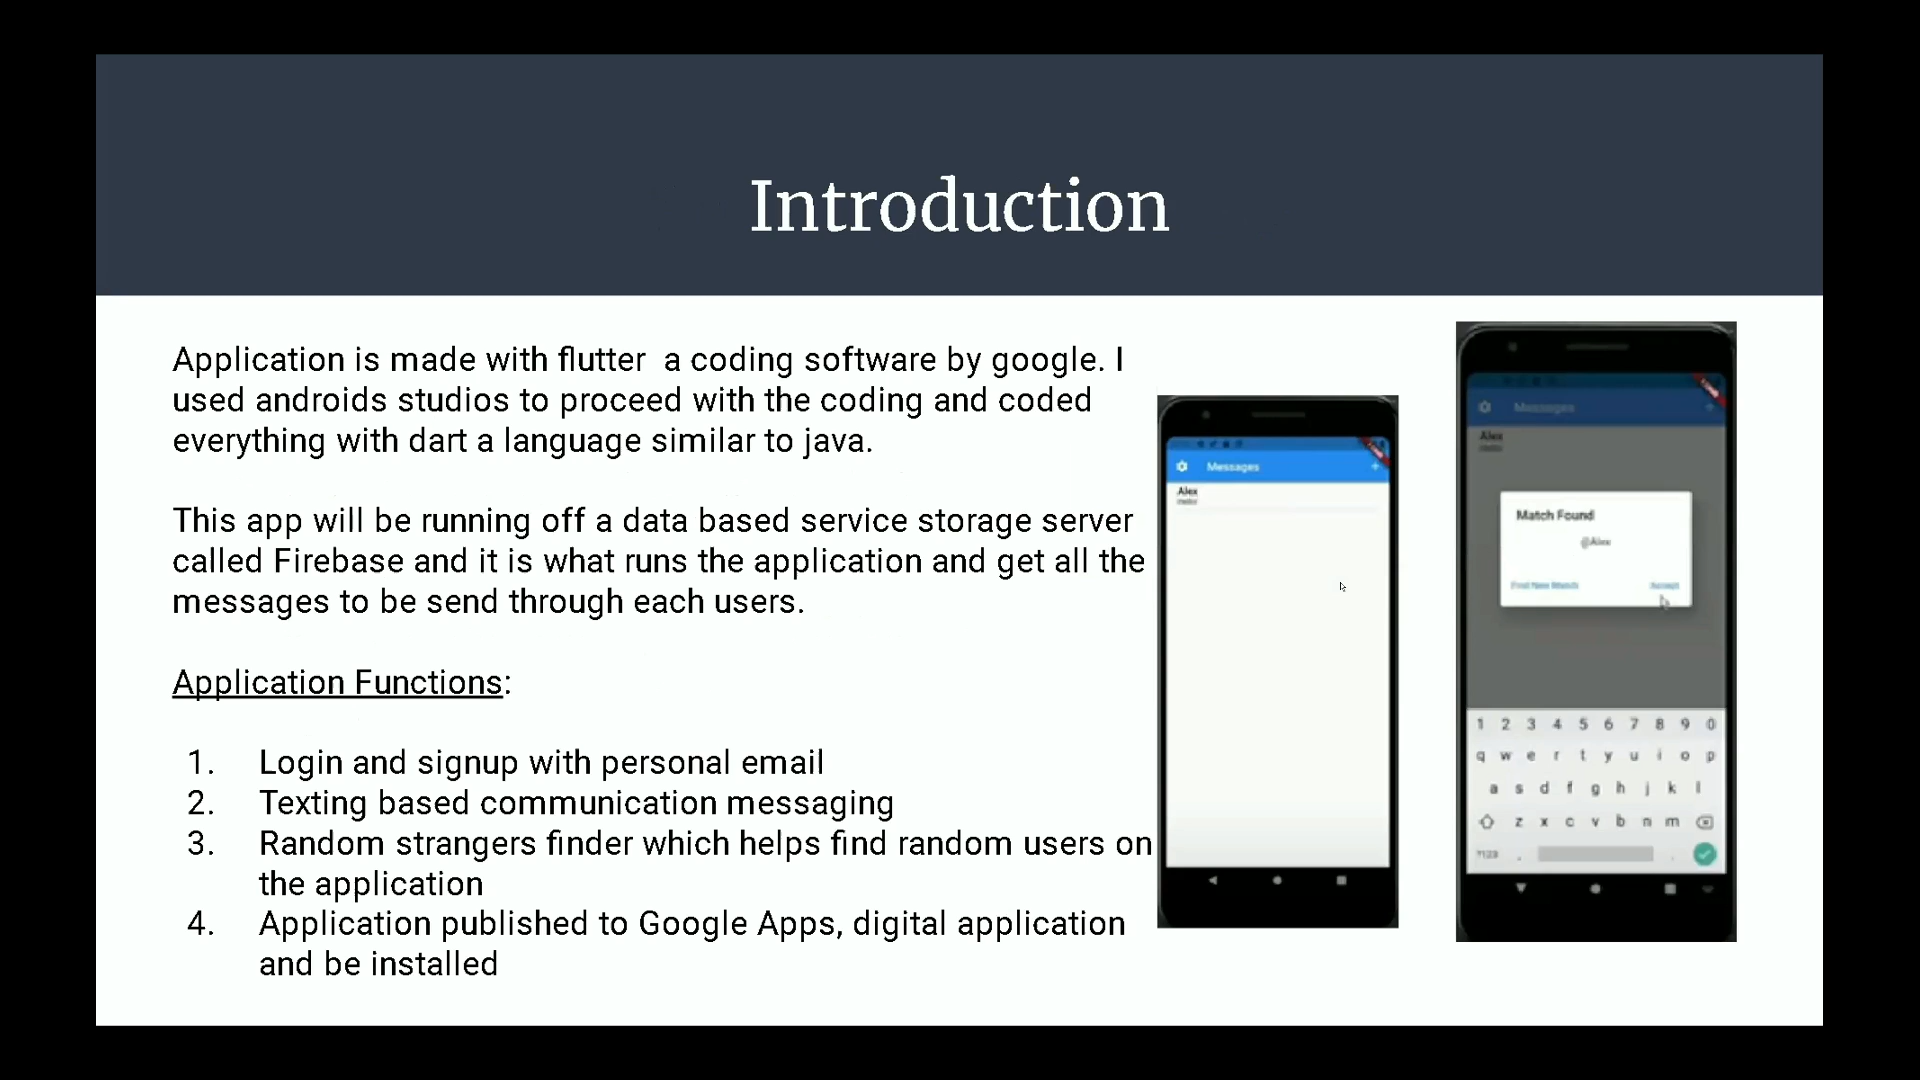 Introduction
Application is made with flutter  a coding software by google. I
used androids studios to proceed with the coding and coded
everything with dart a language similar to java.
This app will be running off a data based service storage server
called Firebase and it is what runs the application and get all the
messages to be send through each users.
Application Functions:
1. Login and signup with personal email
2. Texting based communication messaging
3. Random strangers finder which helps find random users on
the application
4. Application published to Google Apps, digital application
and be installed
Messages
Alex
Messages
Alex
Match Found
@Alex
Find New Match Accept
1 2 3 4 5 6 7 8 9 0
q w e r t y u i o p
a s d f g h j k l
z x c v b n m
?123 , .